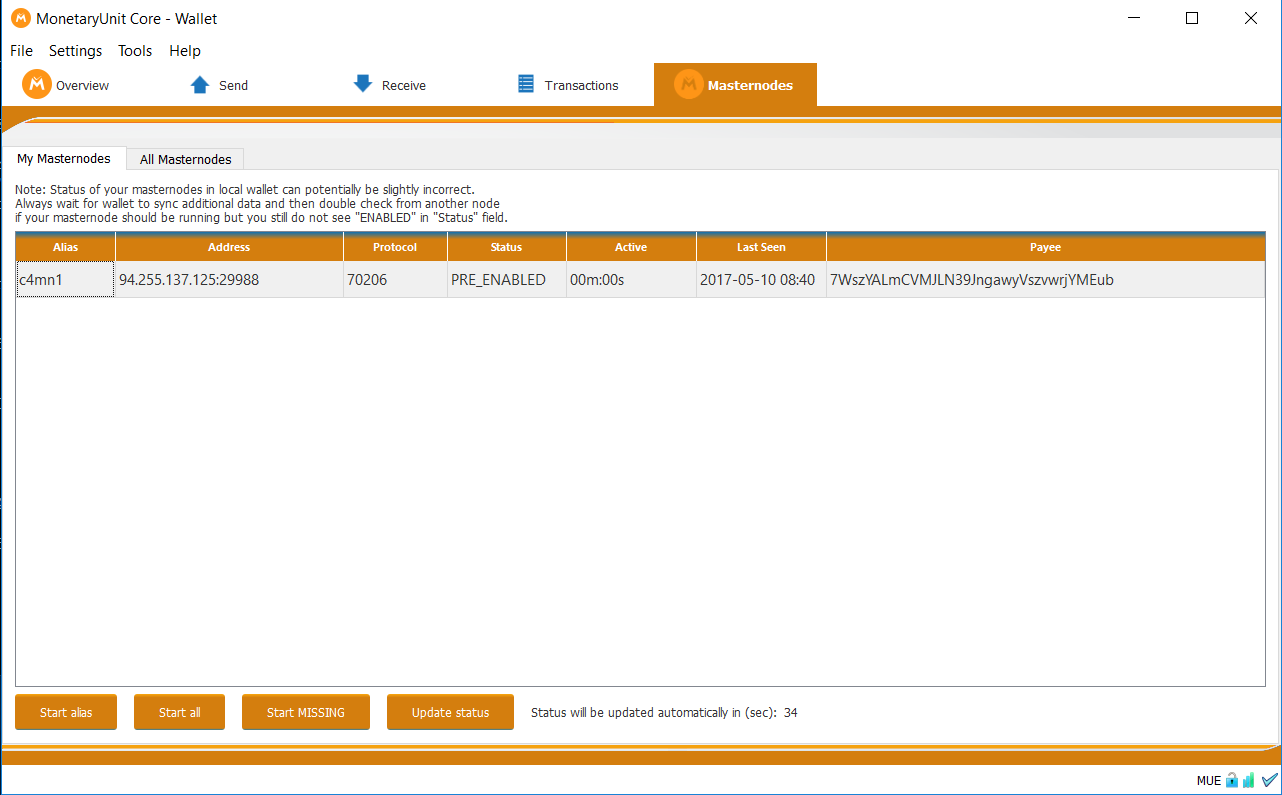 MonetaryUnit Core - Wallet
File Settings Tools Help
Overview Send Receive Transactions Masternodes
My Masternodes All Masternodes
Note: Status of your masternodes in local wallet can potentially be slightly incorrect.
Always wait for wallet to sync additional data and then double check from another node
if your masternode should be running but you still do not see "ENABLED" in "Status" field.
Alias Address Protocol Status Active Last Seen Payee
c4mn1 94.255.137.125:29988 70206 PRE_ENABLED 00m:00s 2017-05-10 08:40 7WszYALmCVMJLN39JngawyVszvwrjYMEub
Start alias Start all Start MISSING Update status Status will be updated automatically in (sec): 34
MUE